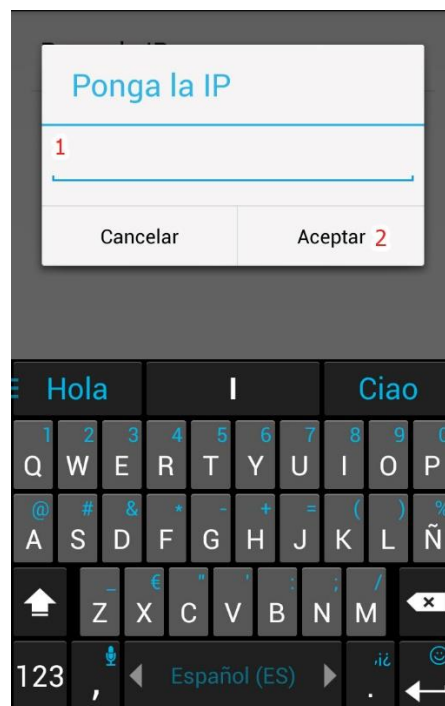 Ponga la IP
1
Cancelar
Aceptar 2
Hola I Ciao
1 2 3 4 5 6 7 8 9 0
Q W E R T Y U I O P
@ # & * - + = ( ) %
A S D F G H J K L Ñ
_ € " ' : ; /
Z X C V B N M
123 , Español (ES) . ,¡¿